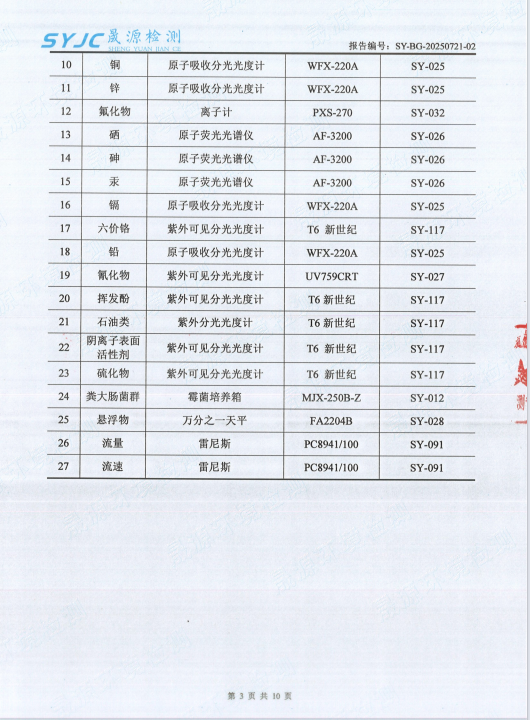 SYJC 晟源检测
SHENG YUAN JIAN CE
报告编号：SY-BG-20250721-02
10 铜 原子吸收分光光度计 WFX-220A SY-025
11 锌 原子吸收分光光度计 WFX-220A SY-025
12 氟化物 离子计 PXS-270 SY-032
13 硒 原子荧光光谱仪 AF-3200 SY-026
14 砷 原子荧光光谱仪 AF-3200 SY-026
15 汞 原子荧光光谱仪 AF-3200 SY-026
16 镉 原子吸收分光光度计 WFX-220A SY-025
17 六价铬 紫外可见分光光度计 T6 新世纪 SY-117
18 铅 原子吸收分光光度计 WFX-220A SY-025
19 氰化物 紫外可见分光光度计 UV759CRT SY-027
20 挥发酚 紫外可见分光光度计 T6 新世纪 SY-117
21 石油类 紫外分光光度计 T6 新世纪 SY-117
22 阴离子表面 紫外可见分光光度计 T6 新世纪 SY-117
活性剂
23 硫化物 紫外可见分光光度计 T6 新世纪 SY-117
24 粪大肠菌群 霉菌培养箱 MJX-250B-Z SY-012
25 悬浮物 万分之一天平 FA2204B SY-028
26 流量 雷尼斯 PC8941/100 SY-091
27 流速 雷尼斯 PC8941/100 SY-091
测
第 3 页 共 10 页